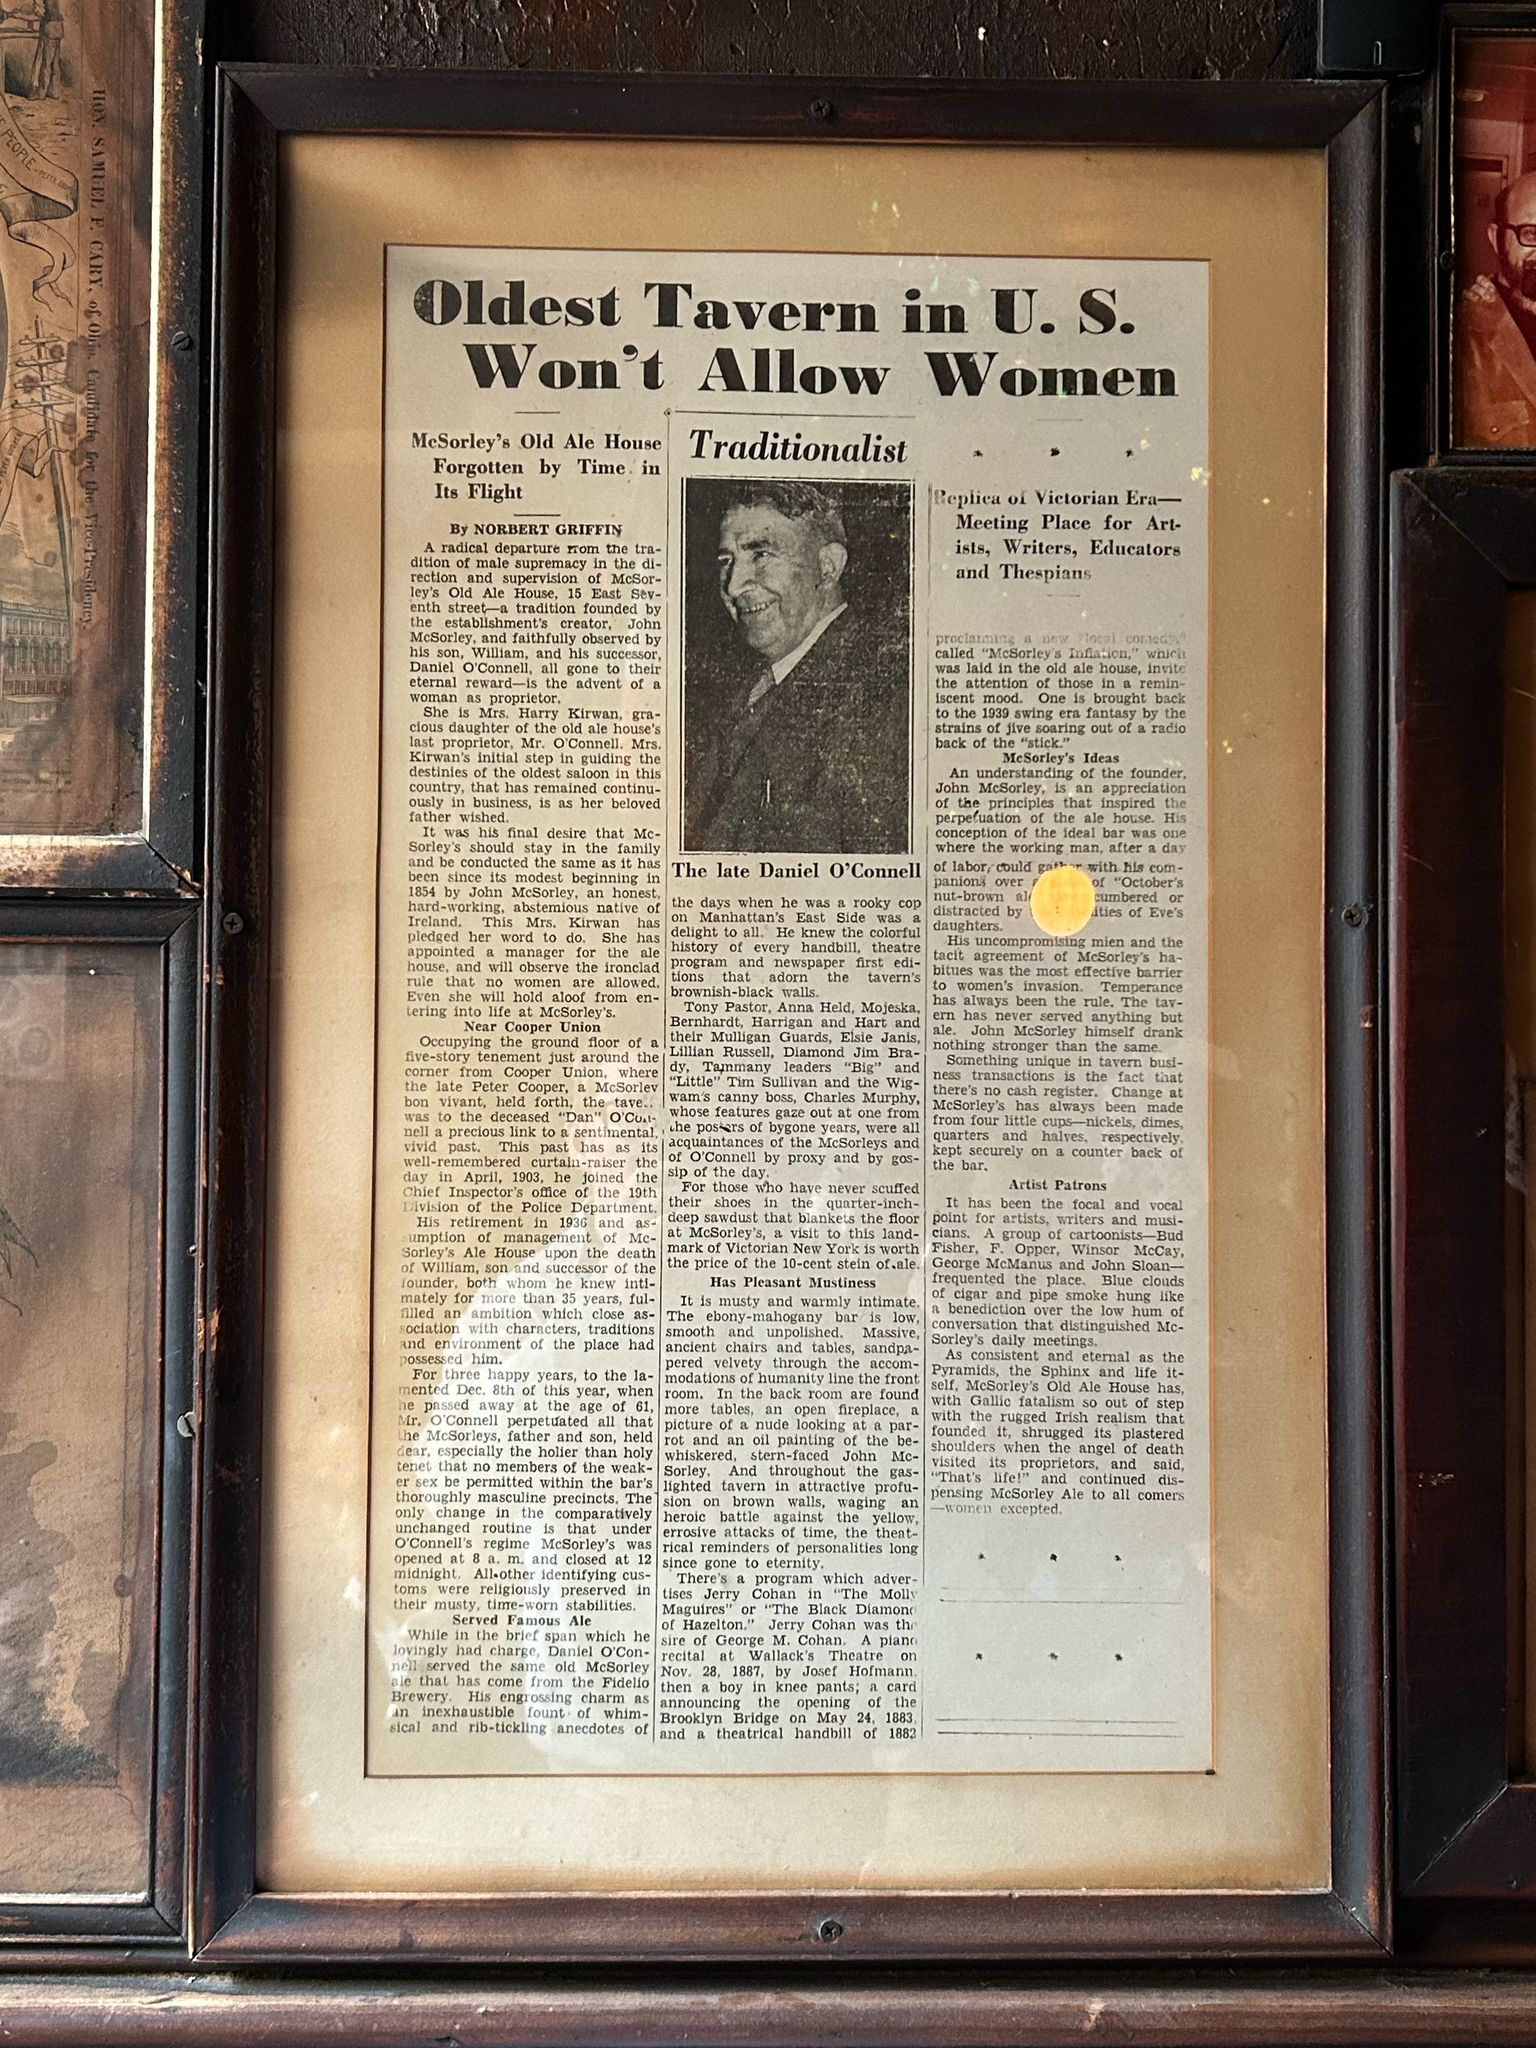 HON. SAMUEL F. CARY, of Ohio, Candidate for the Vice-Presidency.
PEOPLE
Oldest Tavern in U. S.
Won't Allow Women
McSorley's Old Ale House
Forgotten by Time in
Its Flight
By NORBERT GRIFFIN
A radical departure from the tra-
dition of male supremacy in the di-
rection and supervision of McSor-
ley's Old Ale House, 15 East Sev-
enth street—a tradition founded by
the establishment's creator, John
McSorley, and faithfully observed by
his son, William, and his successor,
Daniel O'Connell, all gone to their
eternal reward—is the advent of a
woman as proprietor.
She is Mrs. Harry Kirwan, gra-
cious daughter of the old ale house's
last proprietor, Mr. O'Connell. Mrs.
Kirwan's initial step in guiding the
destinies of the oldest saloon in this
country, that has remained continu-
ously in business, is as her beloved
father wished.
It was his final desire that Mc-
Sorley's should stay in the family
and be conducted the same as it has
been since its modest beginning in
1854 by John McSorley, an honest,
hard-working, abstemious native of
Ireland. This Mrs. Kirwan has
pledged her word to do. She has
appointed a manager for the ale
house, and will observe the ironclad
rule that no women are allowed.
Even she will hold aloof from en-
tering into life at McSorley's.
Near Cooper Union
Occupying the ground floor of a
five-story tenement just around the
corner from Cooper Union, where
the late Peter Cooper, a McSorley
bon vivant, held forth, the tave..
was to the deceased "Dan" O'Con-
nell a precious link to a sentimental,
vivid past. This past has as its
well-remembered curtain-raiser the
day in April, 1903, he joined the
Chief Inspector's office of the 19th
Division of the Police Department.
His retirement in 1936 and as-
sumption of management of Mc-
Sorley's Ale House upon the death
of William, son and successor of the
founder, both whom he knew inti-
mately for more than 35 years, ful-
filled an ambition which close as-
sociation with characters, traditions
and environment of the place had
possessed him.
For three happy years, to the la-
mented Dec. 8th of this year, when
he passed away at the age of 61,
Mr. O'Connell perpetuated all that
the McSorleys, father and son, held
dear, especially the holier than holy
tenet that no members of the weak-
er sex be permitted within the bar's
thoroughly masculine precincts. The
only change in the comparatively
unchanged routine is that under
O'Connell's regime McSorley's was
opened at 8 a. m. and closed at 12
midnight. All other identifying cus-
toms were religiously preserved in
their musty, time-worn stabilities.
Served Famous Ale
While in the brief span which he
lovingly had charge, Daniel O'Con-
nell served the same old McSorley
ale that has come from the Fidelio
Brewery. His engrossing charm as
an inexhaustible fount of whim-
sical and rib-tickling anecdotes of
Traditionalist
The late Daniel O'Connell
the days when he was a rooky cop
on Manhattan's East Side was a
delight to all. He knew the colorful
history of every handbill, theatre
program and newspaper first edi-
tions that adorn the tavern's
brownish-black walls.
Tony Pastor, Anna Held, Mojeska,
Bernhardt, Harrigan and Hart and
their Mulligan Guards, Elsie Janis,
Lillian Russell, Diamond Jim Bra-
dy, Tammany leaders "Big" and
"Little" Tim Sullivan and the Wig-
wam's canny boss, Charles Murphy,
whose features gaze out at one from
the posters of bygone years, were all
acquaintances of the McSorleys and
of O'Connell by proxy and by gos-
sip of the day.
For those who have never scuffed
their shoes in the quarter-inch-
deep sawdust that blankets the floor
at McSorley's, a visit to this land-
mark of Victorian New York is worth
the price of the 10-cent stein of ale.
Has Pleasant Mustiness
It is musty and warmly intimate.
The ebony-mahogany bar is low,
smooth and unpolished. Massive,
ancient chairs and tables, sandpa-
pered velvety through the accom-
modations of humanity line the front
room. In the back room are found
more tables, an open fireplace, a
picture of a nude looking at a par-
rot and an oil painting of the be-
whiskered, stern-faced John Mc-
Sorley. And throughout the gas-
lighted tavern in attractive profu-
sion on brown walls, waging an
heroic battle against the yellow,
errosive attacks of time, the theat-
rical reminders of personalities long
since gone to eternity.
There's a program which adver-
tises Jerry Cohan in "The Molly
Maguires" or "The Black Diamond
of Hazelton." Jerry Cohan was the
sire of George M. Cohan. A piano
recital at Wallack's Theatre on
Nov. 28, 1887, by Josef Hofmann,
then a boy in knee pants; a card
announcing the opening of the
Brooklyn Bridge on May 24, 1883,
and a theatrical handbill of 1882
Replica of Victorian Era—
Meeting Place for Art-
ists, Writers, Educators
and Thespians
proclaiming a new "local comedy,"
called "McSorley's Inflation," which
was laid in the old ale house, invite
the attention of those in a remin-
iscent mood. One is brought back
to the 1939 swing era fantasy by the
strains of jive soaring out of a radio
back of the "stick."
McSorley's Ideas
An understanding of the founder,
John McSorley, is an appreciation
of the principles that inspired the
perpetuation of the ale house. His
conception of the ideal bar was one
where the working man, after a day
of labor, could gather with his com-
panions over of "October's
nut-brown cumbered or
distracted by of Eve's
daughters.
His uncompromising mien and the
tacit agreement of McSorley's ha-
bitues was the most effective barrier
to women's invasion. Temperance
has always been the rule. The tav-
ern has never served anything but
ale. John McSorley himself drank
nothing stronger than the same.
Something unique in tavern busi-
ness transactions is the fact that
there's no cash register. Change at
McSorley's has always been made
from four little cups—nickels, dimes,
quarters and halves, respectively,
kept securely on a counter back of
the bar.
Artist Patrons
It has been the focal and vocal
point for artists, writers and musi-
cians. A group of cartoonists—Bud
Fisher, F. Opper, Winsor McCay,
George McManus and John Sloan—
frequented the place. Blue clouds
of cigar and pipe smoke hung like
a benediction over the low hum of
conversation that distinguished Mc-
Sorley's daily meetings.
As consistent and eternal as the
Pyramids, the Sphinx and life it-
self, McSorley's Old Ale House has,
with Gallic fatalism so out of step
with the rugged Irish realism that
founded it, shrugged its plastered
shoulders when the angel of death
visited its proprietors, and said,
"That's life!" and continued dis-
pensing McSorley Ale to all comers
—women excepted.